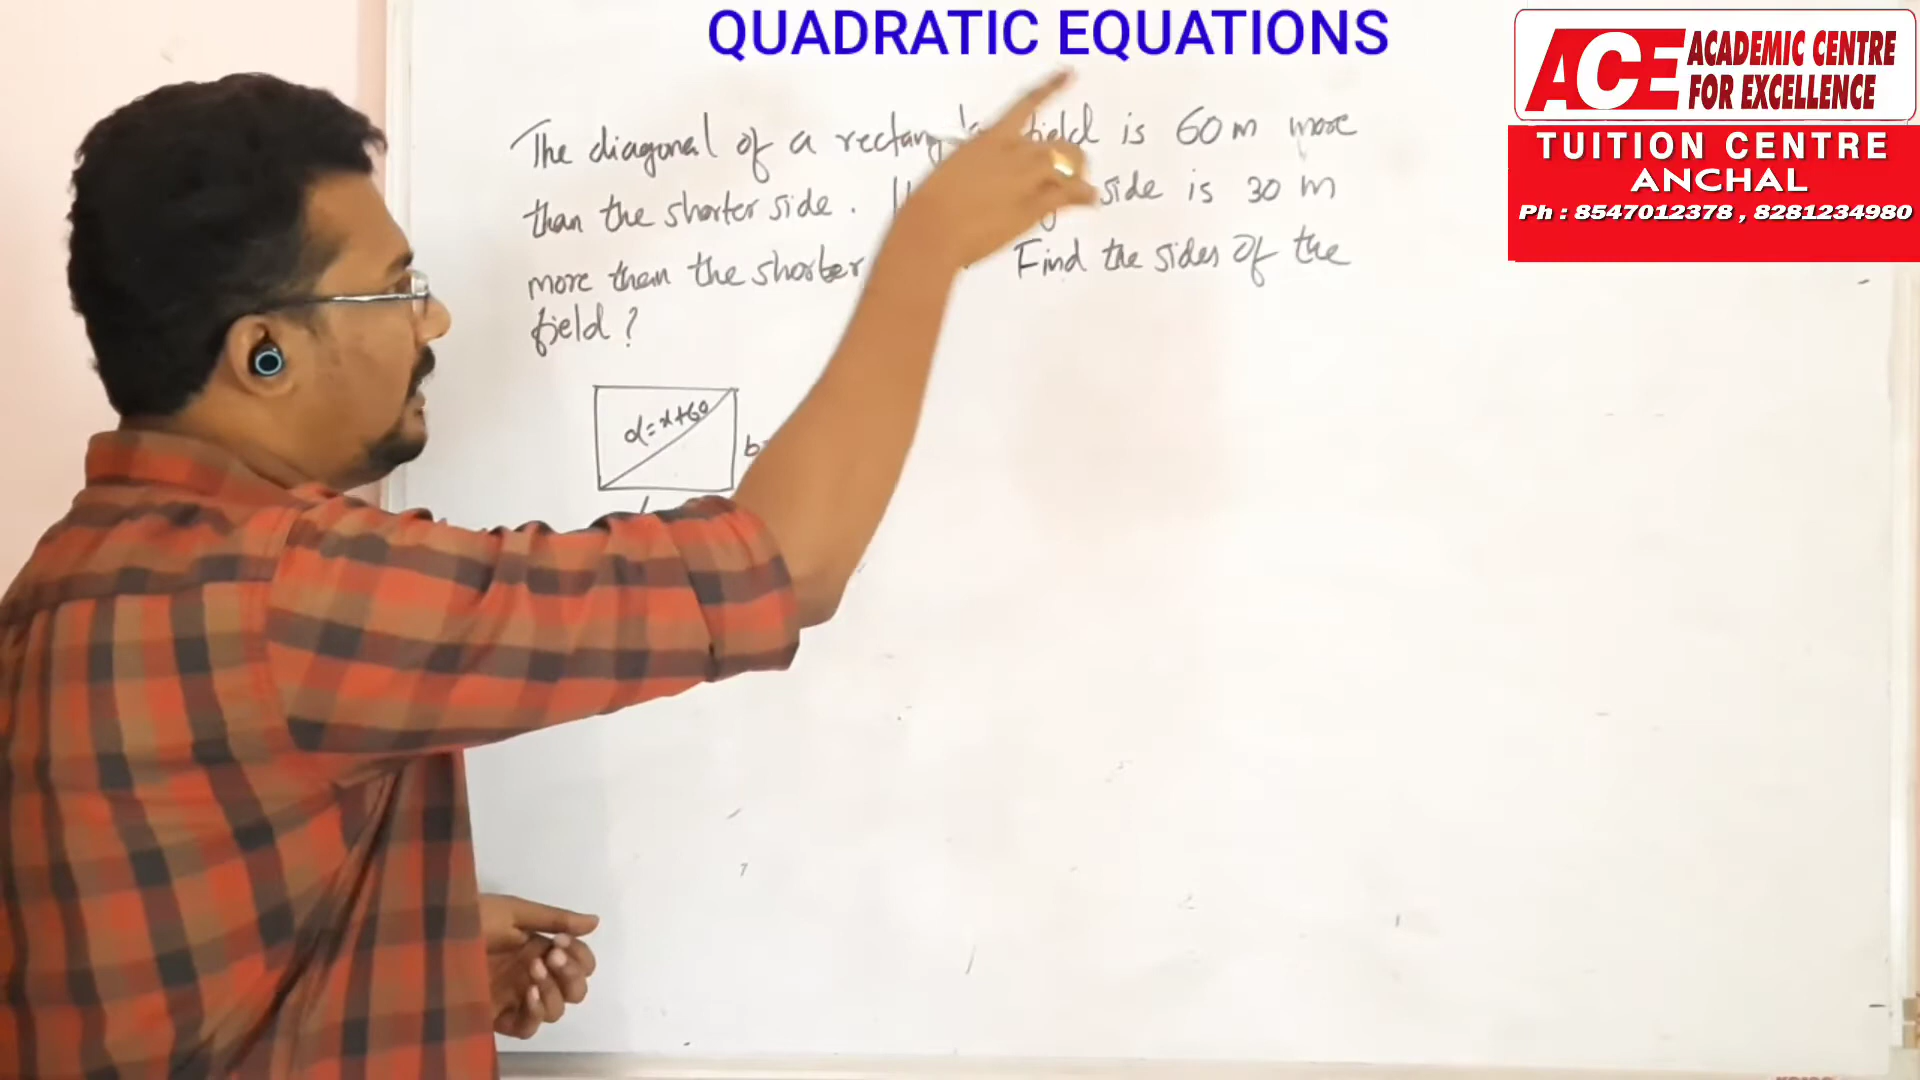 QUADRATIC EQUATIONS
ACE ACADEMIC CENTRE
FOR EXCELLENCE
TUITION CENTRE
ANCHAL
Ph : 8547012378 , 8281234980
The diagonal of a field is 60 m more
than the shorter side . side is 30 m
more than the shorter Find the sides of the
field ?
d = x+60
b